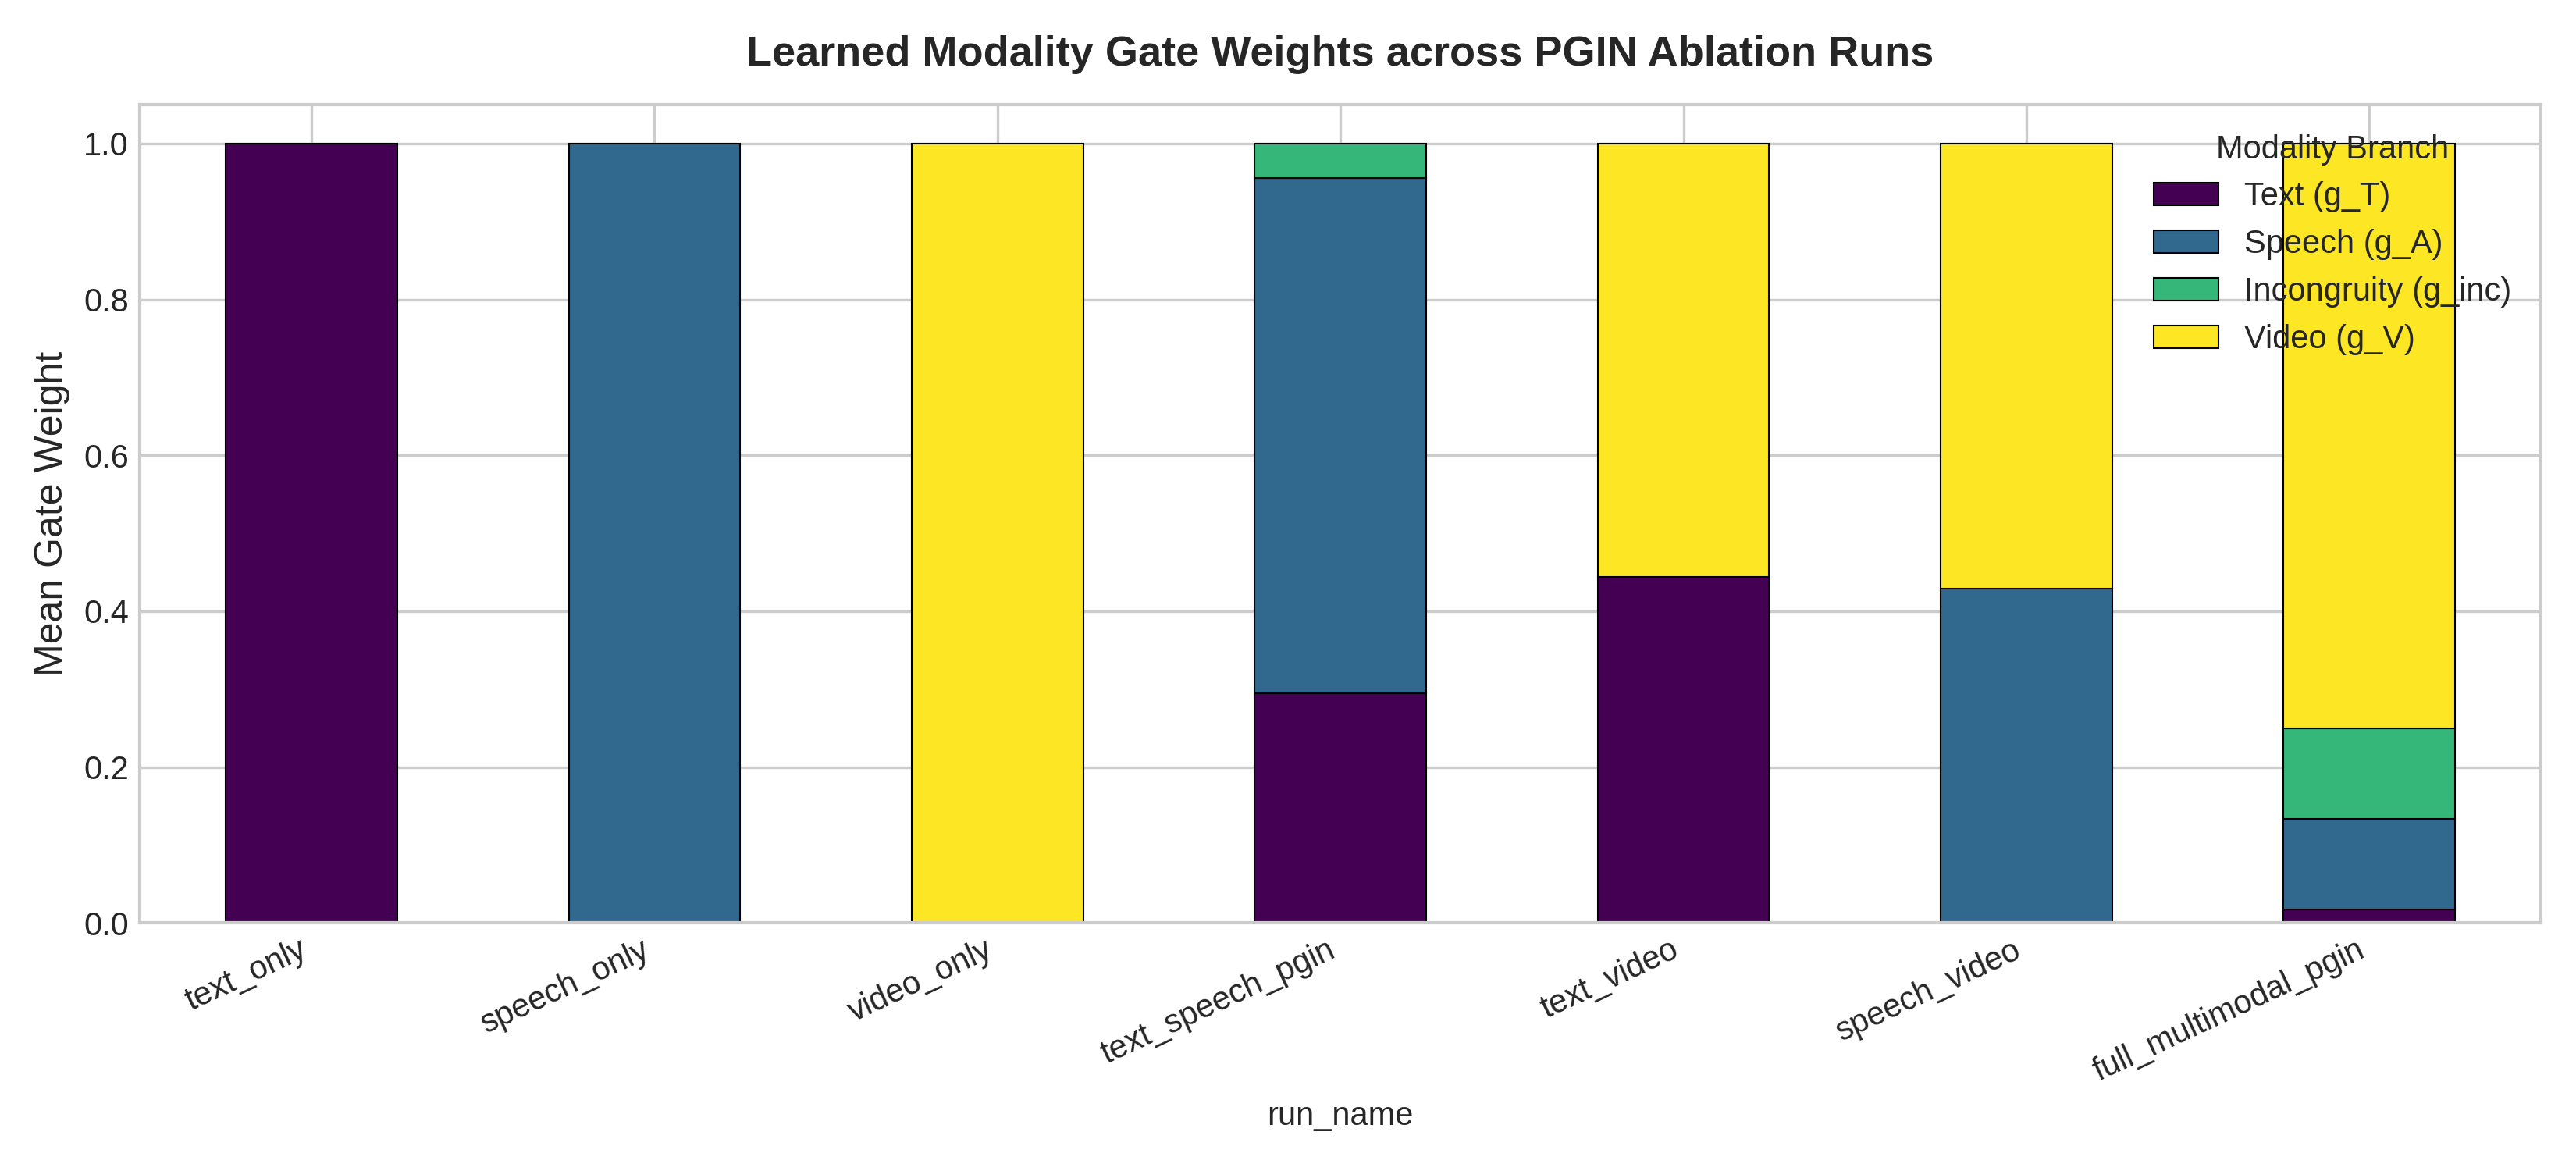 Learned Modality Gate Weights across PGIN Ablation Runs
Mean Gate Weight
1.0
0.8
0.6
0.4
0.2
0.0
Modality Branch
Text (g_T)
Speech (g_A)
Incongruity (g_inc)
Video (g_V)
text_only
speech_only
video_only
text_speech_pgin
text_video
speech_video
full_multimodal_pgin
run_name